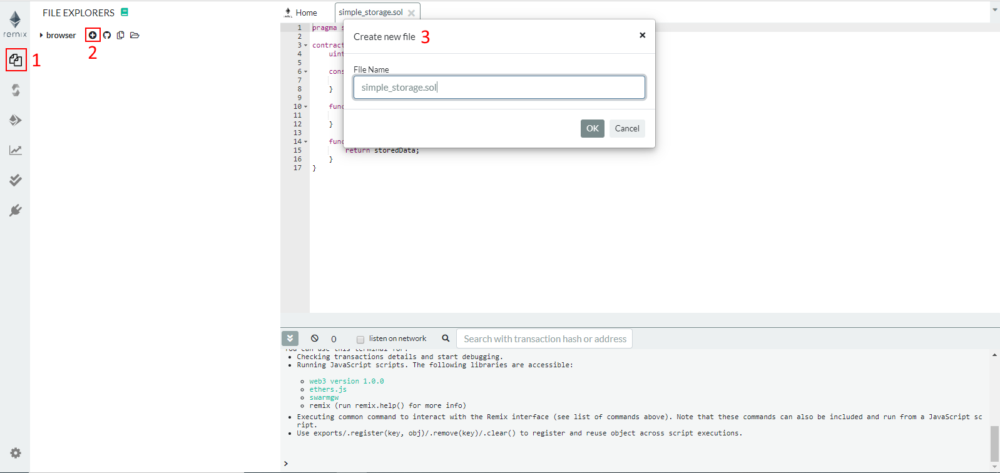 remix
FILE EXPLORERS
browser
1
2
Home
simple_storage.sol
1 pragma s
2
3 contract
4 uint
5
6 cons
7
8 }
9
10 func
11
12 }
13
14 func
15 return storedData;
16 }
17 }
Create new file 3
File Name
simple_storage.sol
OK Cancel
0 listen on network Search with transaction hash or address
You can use this terminal for:
• Checking transactions details and start debugging.
• Running JavaScript scripts. The following libraries are accessible:
web3 version 1.0.0
ethers.js
swarmgw
remix (run remix.help() for more info)
• Executing common command to interact with the Remix interface (see list of commands above). Note that these commands can also be included and run from a JavaScript sc
ript.
• Use exports/.register(key, obj)/.remove(key)/.clear() to register and reuse object across script executions.
>